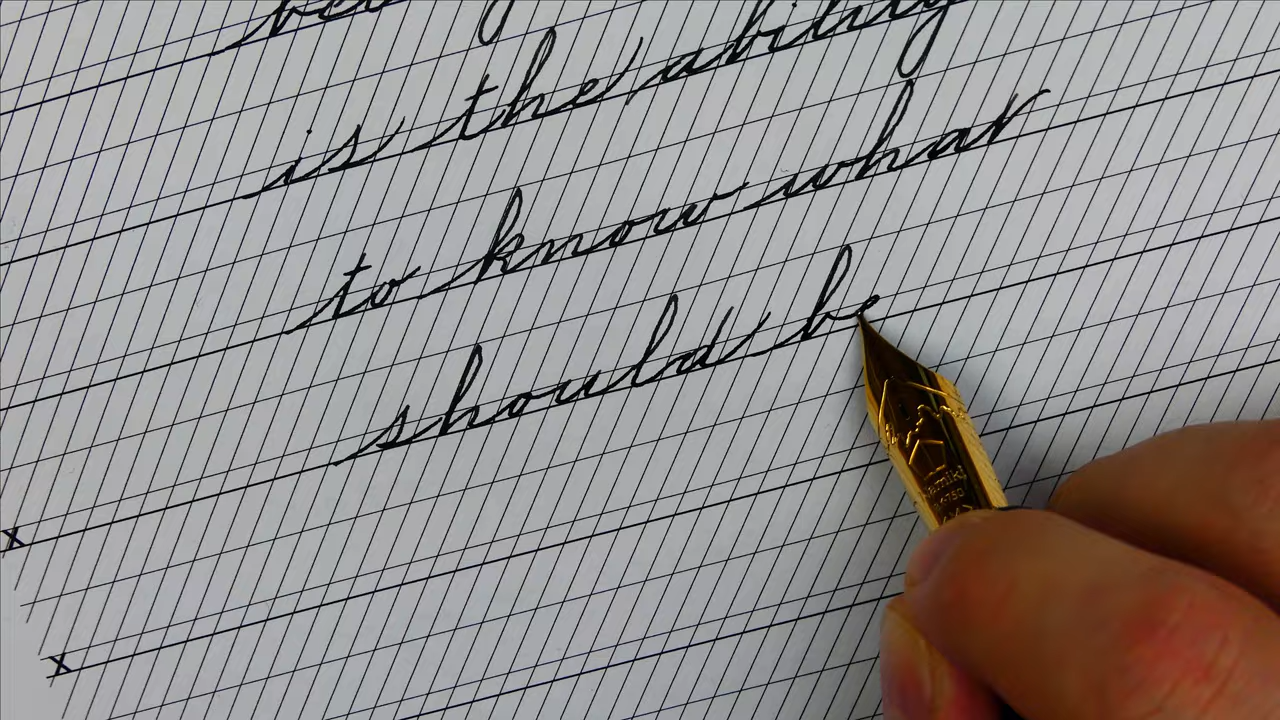 is the ability
to know what
should be
x
x